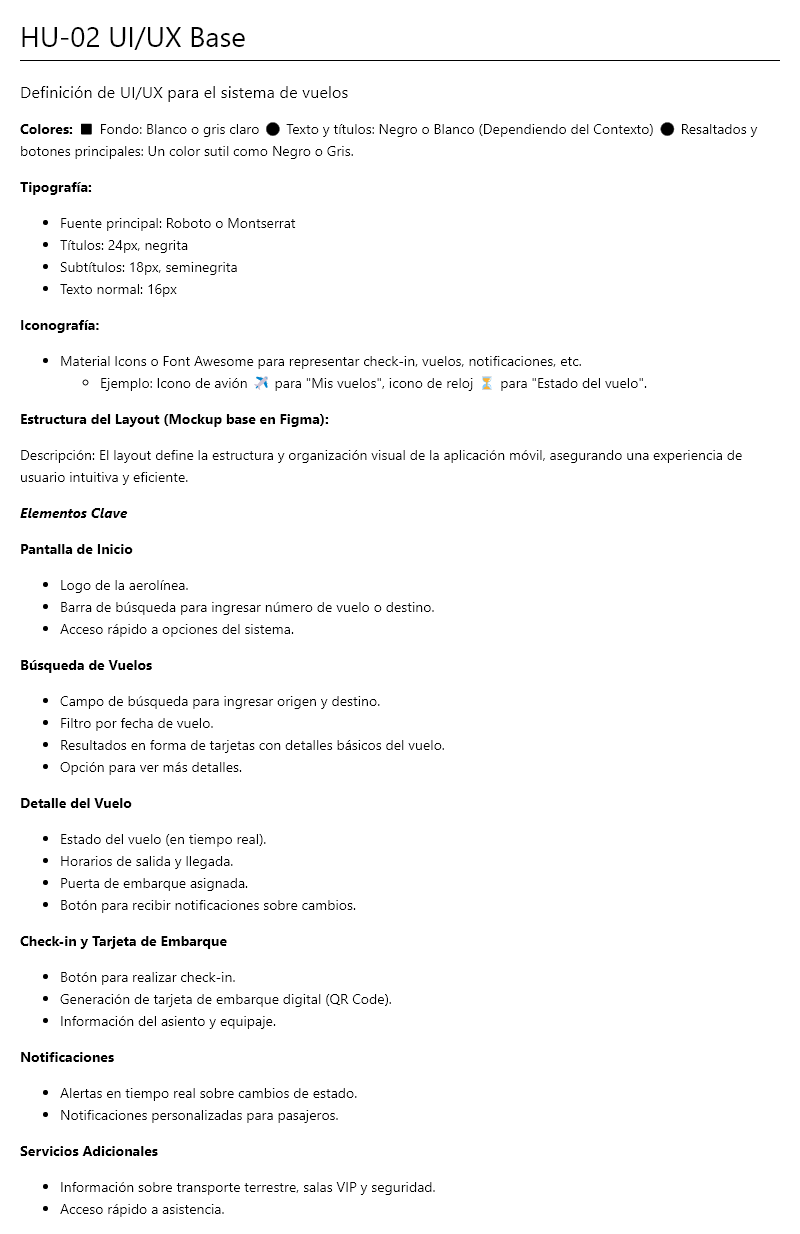 HU-02 UI/UX Base
Definición de UI/UX para el sistema de vuelos
Colores: ■ Fondo: Blanco o gris claro ● Texto y títulos: Negro o Blanco (Dependiendo del Contexto) ● Resaltados y
botones principales: Un color sutil como Negro o Gris.
Tipografía:
• Fuente principal: Roboto o Montserrat
• Títulos: 24px, negrita
• Subtítulos: 18px, seminegrita
• Texto normal: 16px
Iconografía:
• Material Icons o Font Awesome para representar check-in, vuelos, notificaciones, etc.
◦ Ejemplo: Icono de avión ✈️ para "Mis vuelos", icono de reloj ⏳ para "Estado del vuelo".
Estructura del Layout (Mockup base en Figma):
Descripción: El layout define la estructura y organización visual de la aplicación móvil, asegurando una experiencia de
usuario intuitiva y eficiente.
Elementos Clave
Pantalla de Inicio
• Logo de la aerolínea.
• Barra de búsqueda para ingresar número de vuelo o destino.
• Acceso rápido a opciones del sistema.
Búsqueda de Vuelos
• Campo de búsqueda para ingresar origen y destino.
• Filtro por fecha de vuelo.
• Resultados en forma de tarjetas con detalles básicos del vuelo.
• Opción para ver más detalles.
Detalle del Vuelo
• Estado del vuelo (en tiempo real).
• Horarios de salida y llegada.
• Puerta de embarque asignada.
• Botón para recibir notificaciones sobre cambios.
Check-in y Tarjeta de Embarque
• Botón para realizar check-in.
• Generación de tarjeta de embarque digital (QR Code).
• Información del asiento y equipaje.
Notificaciones
• Alertas en tiempo real sobre cambios de estado.
• Notificaciones personalizadas para pasajeros.
Servicios Adicionales
• Información sobre transporte terrestre, salas VIP y seguridad.
• Acceso rápido a asistencia.